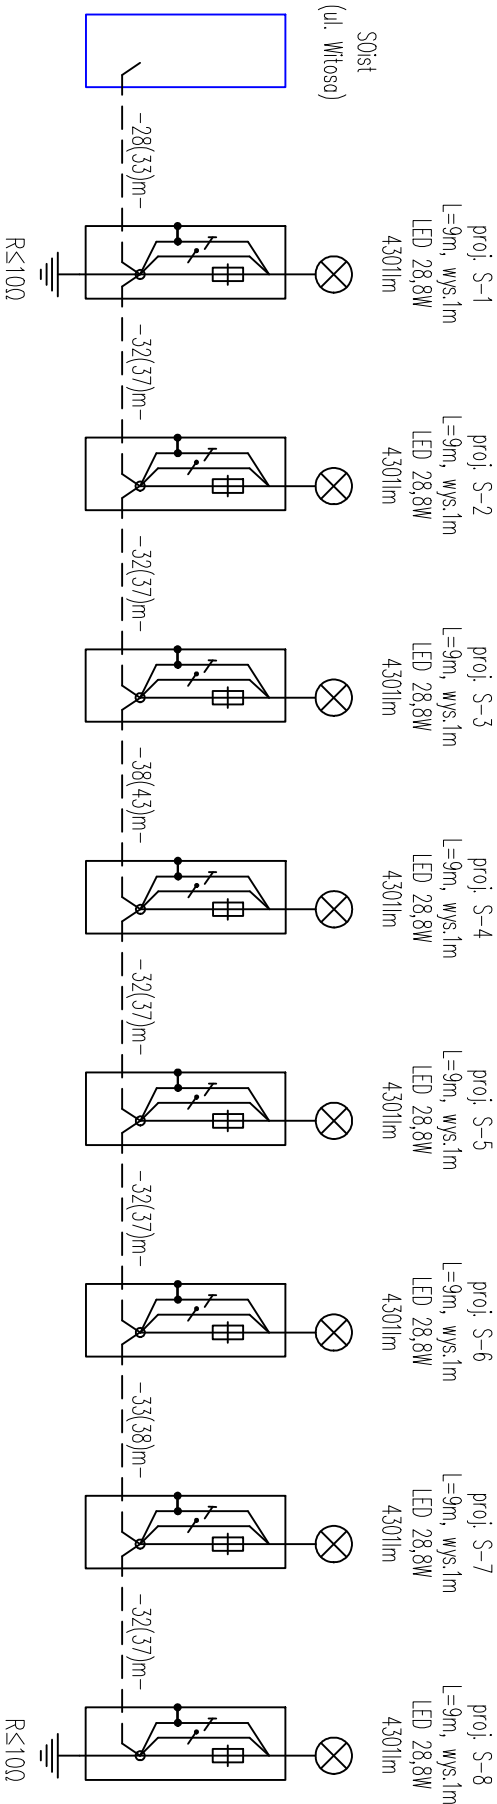 SOist
(ul. Witosa)
-28(33)m-
proj. S-1
L=9m, wys.1m
LED 28,8W
4301lm
R≤10Ω
-32(37)m-
proj. S-2
L=9m, wys.1m
LED 28,8W
4301lm
-32(37)m-
proj. S-3
L=9m, wys.1m
LED 28,8W
4301lm
-38(43)m-
proj. S-4
L=9m, wys.1m
LED 28,8W
4301lm
-32(37)m-
proj. S-5
L=9m, wys.1m
LED 28,8W
4301lm
-32(37)m-
proj. S-6
L=9m, wys.1m
LED 28,8W
4301lm
-33(38)m-
proj. S-7
L=9m, wys.1m
LED 28,8W
4301lm
-32(37)m-
proj. S-8
L=9m, wys.1m
LED 28,8W
4301lm
R≤10Ω